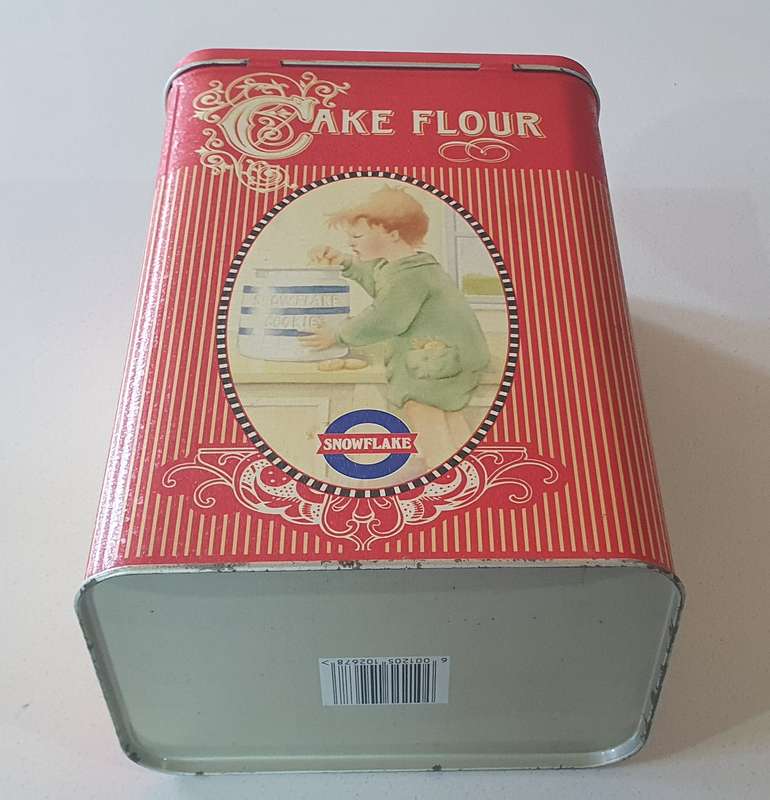 CAKE FLOUR
SNOWFLAKE
COOKIES
SNOWFLAKE
6 001205 102678 >